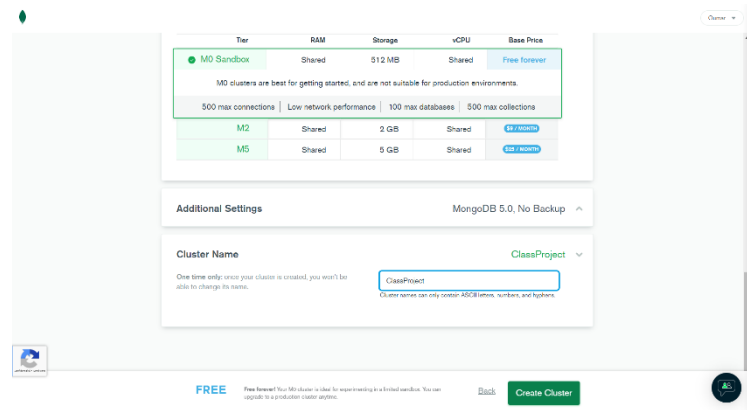 Owner
Tier RAM Storage vCPU Base Price
M0 Sandbox Shared 512 MB Shared Free forever
M0 clusters are best for getting started, and are not suitable for production environments.
500 max connections Low network performance 100 max databases 500 max collections
M2 Shared 2 GB Shared $9 / MONTH
M5 Shared 5 GB Shared $25 / MONTH
Additional Settings MongoDB 5.0, No Backup
Cluster Name ClassProject
One time only: once your cluster is created, you won't be
able to change its name.
ClassProject
Cluster names can only contain ASCII letters, numbers, and hyphens.
FREE
Free forever! Your M0 cluster is ideal for experimenting in a limited sandbox. You can
upgrade to a production cluster anytime.
Back Create Cluster